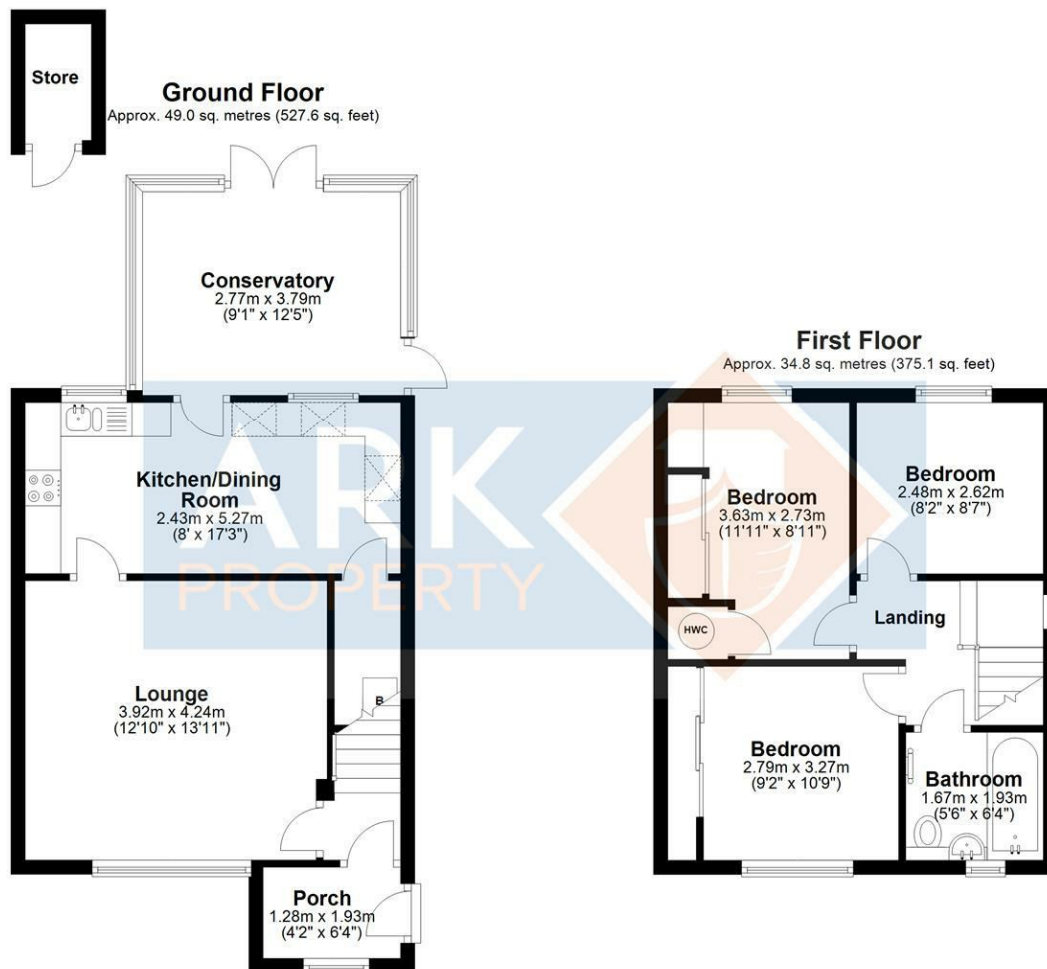 Store
Ground Floor
Approx. 49.0 sq. metres (527.6 sq. feet)
Conservatory
2.77m x 3.79m
(9'1" x 12'5")
Kitchen/Dining
Room
2.43m x 5.27m
(8' x 17'3")
Lounge
3.92m x 4.24m
(12'10" x 13'11")
B
Porch
1.28m x 1.93m
(4'2" x 6'4")
First Floor
Approx. 34.8 sq. metres (375.1 sq. feet)
Bedroom
3.63m x 2.73m
(11'11" x 8'11")
Bedroom
2.48m x 2.62m
(8'2" x 8'7")
HWC
Landing
Bedroom
2.79m x 3.27m
(9'2" x 10'9")
Bathroom
1.67m x 1.93m
(5'6" x 6'4")
ARK
PROPERTY